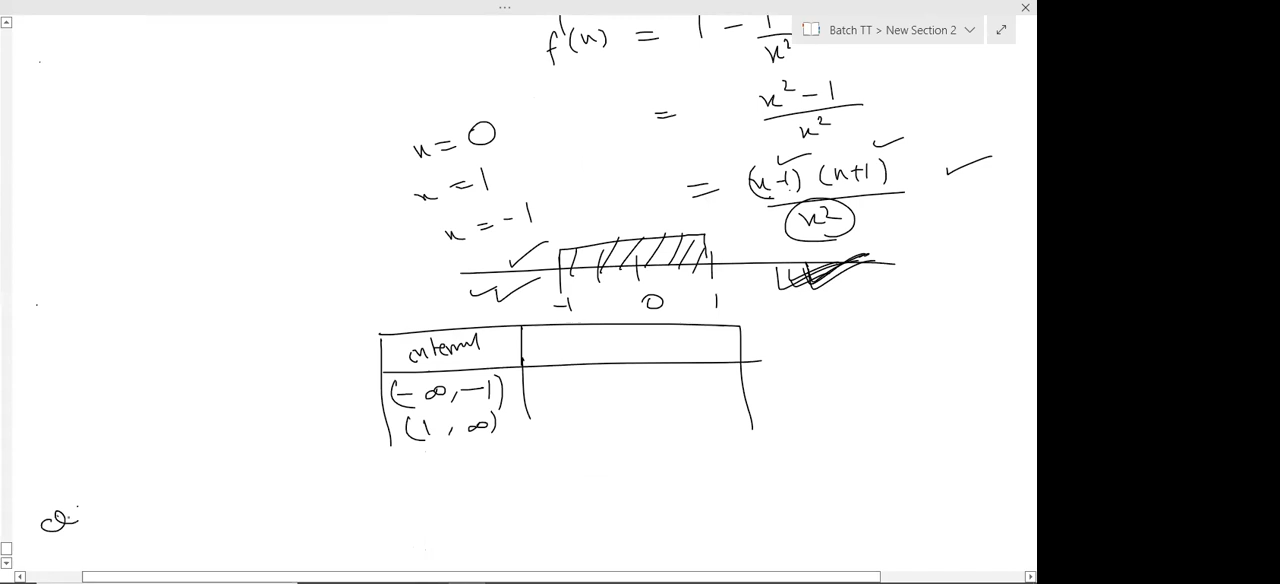 ...
Batch TT > New Section 2
f'(x) = 1 - 1/x²
= x² - 1 / x²
x = 0
x = 1
x = -1
= (x-1) (x+1) / x²
-1 0 1
interval
(-∞, -1)
(1, ∞)